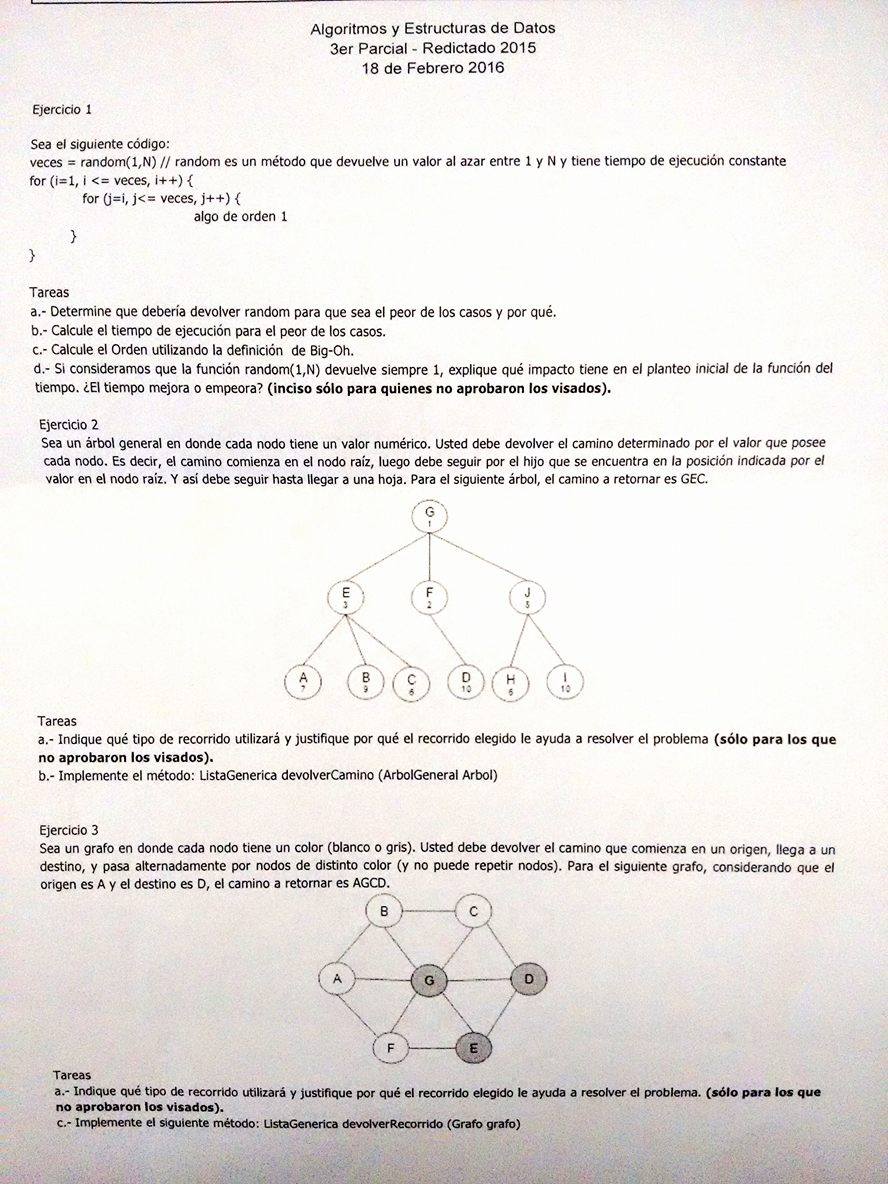 Algoritmos y Estructuras de Datos
3er Parcial - Redictado 2015
18 de Febrero 2016
Ejercicio 1
Sea el siguiente código:
veces = random(1,N) // random es un método que devuelve un valor al azar entre 1 y N y tiene tiempo de ejecución constante
for (i=1, i <= veces, i++) {
for (j=i, j<= veces, j++) {
algo de orden 1
}
}
Tareas
a.- Determine que debería devolver random para que sea el peor de los casos y por qué.
b.- Calcule el tiempo de ejecución para el peor de los casos.
c.- Calcule el Orden utilizando la definición de Big-Oh.
d.- Si consideramos que la función random(1,N) devuelve siempre 1, explique qué impacto tiene en el planteo inicial de la función del
tiempo. ¿El tiempo mejora o empeora? (inciso sólo para quienes no aprobaron los visados).
Ejercicio 2
Sea un árbol general en donde cada nodo tiene un valor numérico. Usted debe devolver el camino determinado por el valor que posee
cada nodo. Es decir, el camino comienza en el nodo raíz, luego debe seguir por el hijo que se encuentra en la posición indicada por el
valor en el nodo raíz. Y así debe seguir hasta llegar a una hoja. Para el siguiente árbol, el camino a retornar es GEC.
G
1
E F J
3 2 5
A B C D H I
7 9 6 10 6 10
Tareas
a.- Indique qué tipo de recorrido utilizará y justifique por qué el recorrido elegido le ayuda a resolver el problema (sólo para los que
no aprobaron los visados).
b.- Implemente el método: ListaGenerica devolverCamino (ArbolGeneral Arbol)
Ejercicio 3
Sea un grafo en donde cada nodo tiene un color (blanco o gris). Usted debe devolver el camino que comienza en un origen, llega a un
destino, y pasa alternadamente por nodos de distinto color (y no puede repetir nodos). Para el siguiente grafo, considerando que el
origen es A y el destino es D, el camino a retornar es AGCD.
B C
A G D
F E
Tareas
a.- Indique qué tipo de recorrido utilizará y justifique por qué el recorrido elegido le ayuda a resolver el problema. (sólo para los que
no aprobaron los visados).
c.- Implemente el siguiente método: ListaGenerica devolverRecorrido (Grafo grafo)